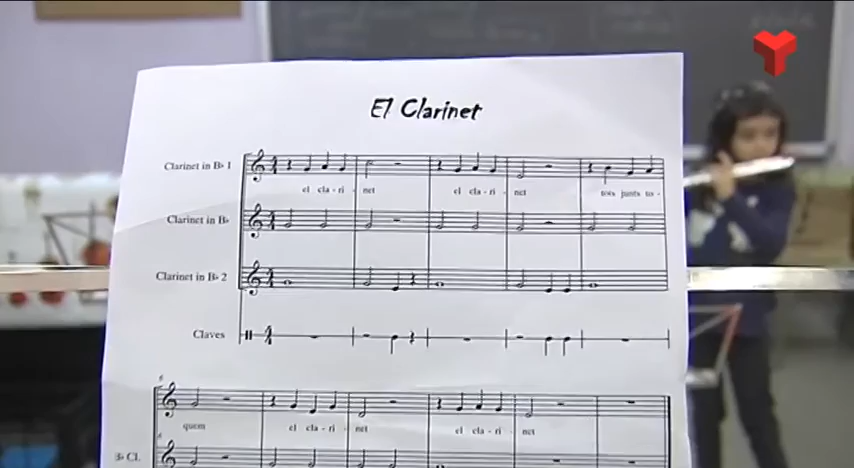 El Clarinet
Clarinet in B♭ 1
el cla - ri - net el cla - ri - net tots junts to -
Clarinet in B♭
Clarinet in B♭ 2
Claves
6
quem el cla - ri - net el cla - ri - net
B♭ Cl.